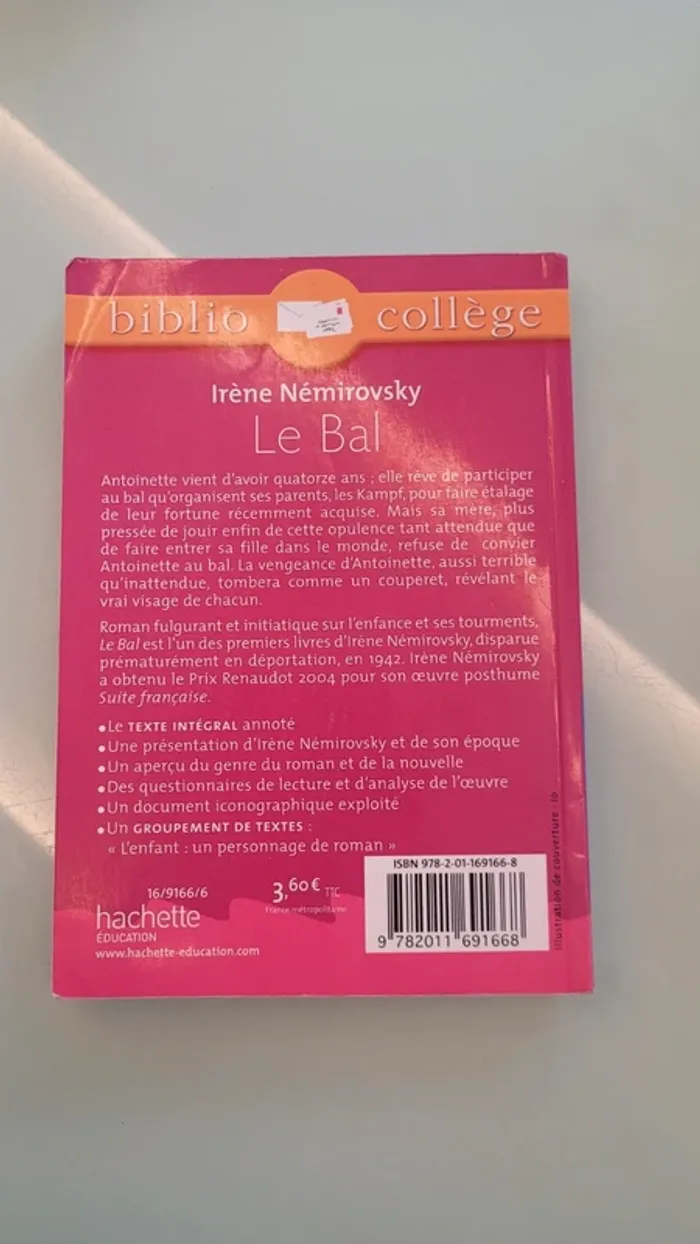 biblio collège
Irène Némirovsky
Le Bal
Antoinette vient d'avoir quatorze ans ; elle rêve de participer
au bal qu'organisent ses parents, les Kampf, pour faire étalage
de leur fortune récemment acquise. Mais sa mère, plus
pressée de jouir enfin de cette opulence tant attendue que
de faire entrer sa fille dans le monde, refuse de convier
Antoinette au bal. La vengeance d'Antoinette, aussi terrible
qu'inattendue, tombera comme un couperet, révélant le
vrai visage de chacun.
Roman fulgurant et initiatique sur l'enfance et ses tourments,
Le Bal est l'un des premiers livres d'Irène Némirovsky, disparue
prématurément en déportation, en 1942. Irène Némirovsky
a obtenu le Prix Renaudot 2004 pour son œuvre posthume
Suite française.
• Le TEXTE INTÉGRAL annoté
• Une présentation d'Irène Némirovsky et de son époque
• Un aperçu du genre du roman et de la nouvelle
• Des questionnaires de lecture et d'analyse de l'œuvre
• Un document iconographique exploité
• Un GROUPEMENT DE TEXTES :
« L'enfant : un personnage de roman »
16/9166/6
hachette
ÉDUCATION
www.hachette-education.com
3,60 € TTC
France métropolitaine
ISBN 978-2-01-169166-8
9 782011 691668
Illustration de couverture : Io